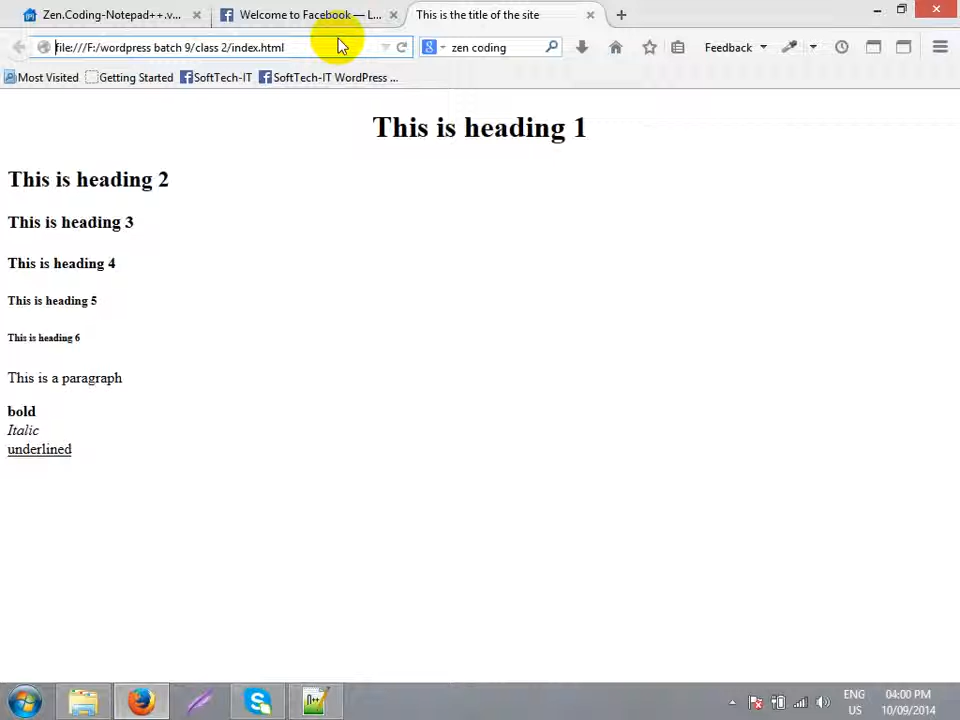 Zen.Coding-Notepad++.v...
Welcome to Facebook — L...
This is the title of the site
file:///F:/wordpress batch 9/class 2/index.html
zen coding
Feedback
Most Visited
Getting Started
SoftTech-IT
SoftTech-IT WordPress ...
This is heading 1
This is heading 2
This is heading 3
This is heading 4
This is heading 5
This is heading 6
This is a paragraph
bold
Italic
underlined
ENG
04:00 PM
US
10/09/2014